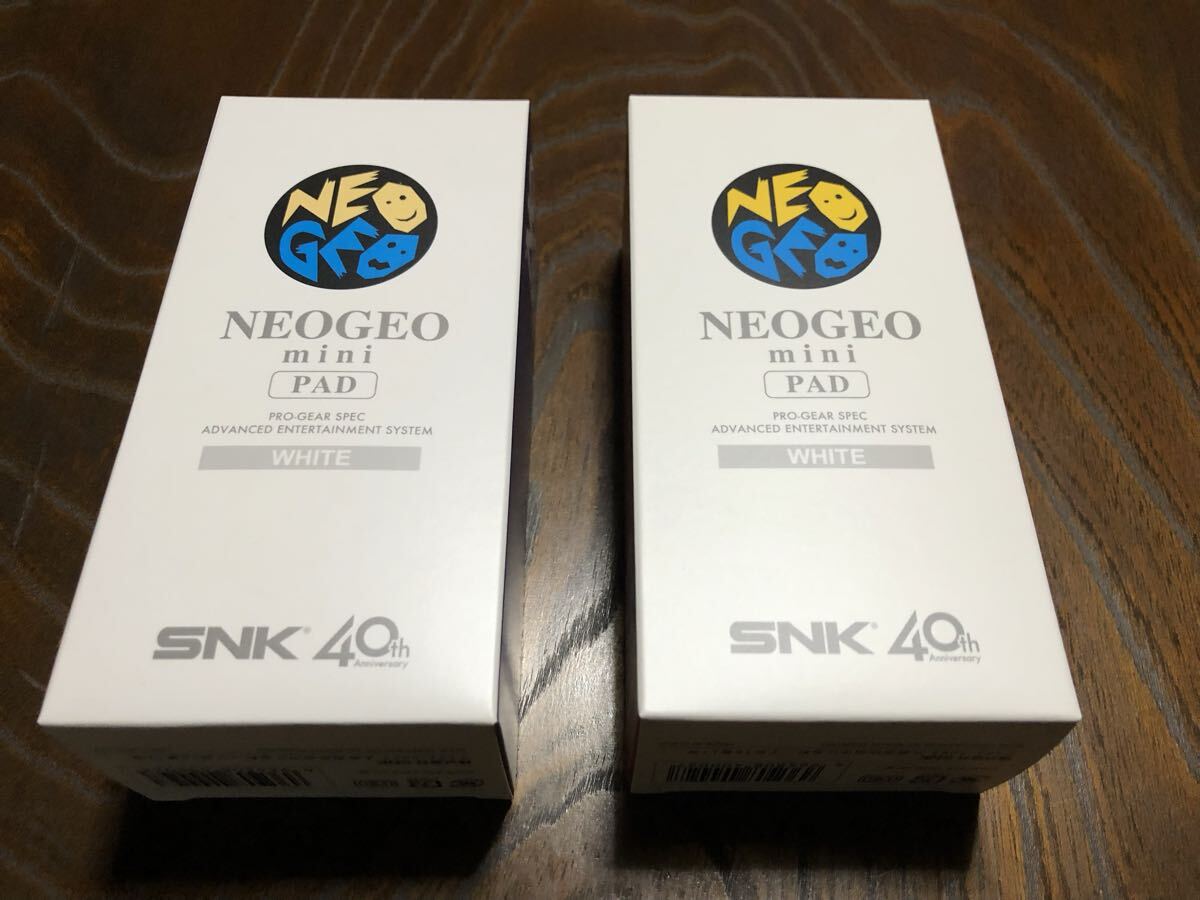 NEO
GEO
NEOGEO
mini
PAD
PRO-GEAR SPEC
ADVANCED ENTERTAINMENT SYSTEM
WHITE
SNK® 40th
Anniversary
NEO
GEO
NEOGEO
mini
PAD
PRO-GEAR SPEC
ADVANCED ENTERTAINMENT SYSTEM
WHITE
SNK® 40th
Anniversary